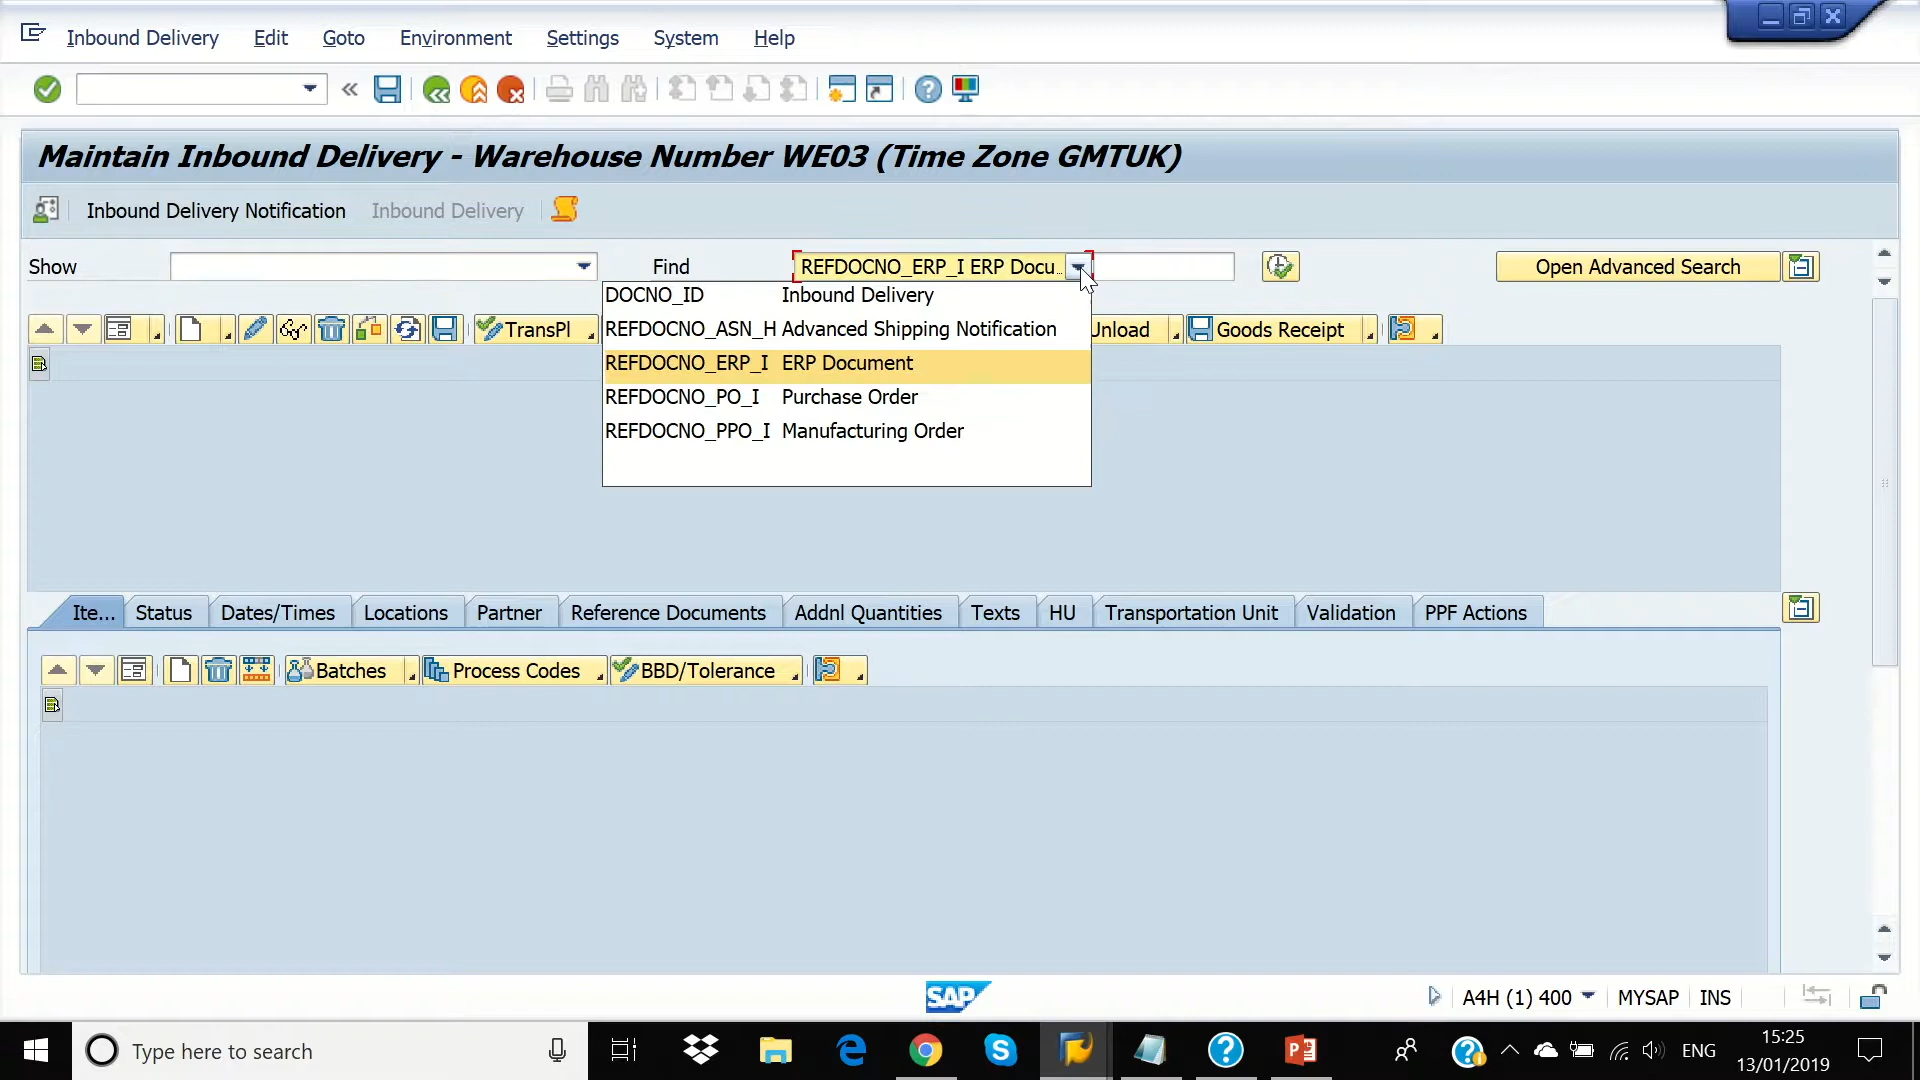 Inbound Delivery Edit Goto Environment Settings System Help
Maintain Inbound Delivery - Warehouse Number WE03 (Time Zone GMTUK)
Inbound Delivery Notification Inbound Delivery
Show Find REFDOCNO_ERP_I ERP Docu.. Open Advanced Search
DOCNO_ID Inbound Delivery
TransPl REFDOCNO_ASN_H Advanced Shipping Notification Unload Goods Receipt
REFDOCNO_ERP_I ERP Document
REFDOCNO_PO_I Purchase Order
REFDOCNO_PPO_I Manufacturing Order
Ite... Status Dates/Times Locations Partner Reference Documents Addnl Quantities Texts HU Transportation Unit Validation PPF Actions
Batches Process Codes BBD/Tolerance
SAP A4H (1) 400 MYSAP INS
Type here to search ENG 15:25
13/01/2019